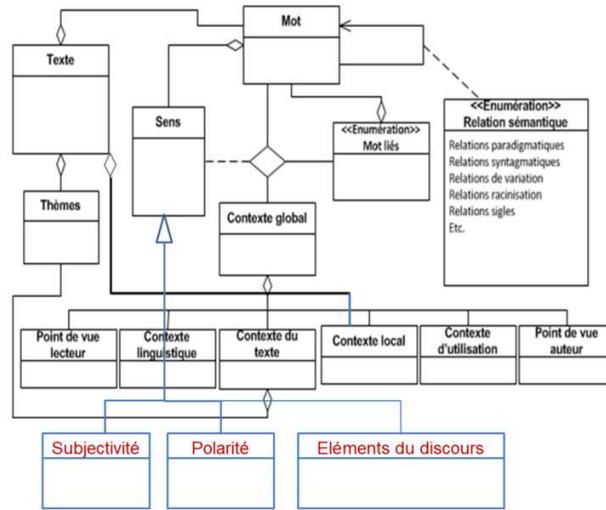 Mot
Texte
Sens
<<Enumération>>
Mot liés
<<Enumération>>
Relation sémantique
Relations paradigmatiques
Relations syntagmatiques
Relations de variation
Relations racinisation
Relations sigles
Etc.
Thèmes
Contexte global
Point de vue
lecteur
Contexte
linguistique
Contexte du
texte
Contexte local
Contexte
d'utilisation
Point de vue
auteur
Subjectivité
Polarité
Eléments du discours